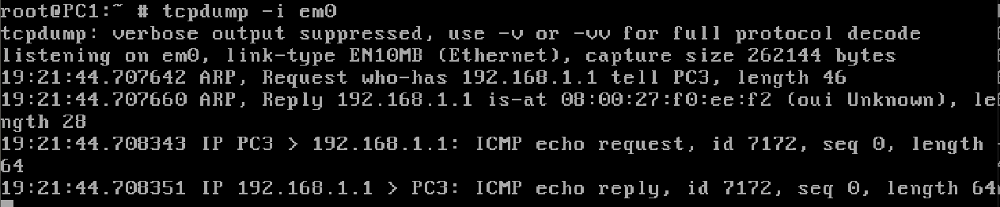 root@PC1:~ # tcpdump -i em0
tcpdump: verbose output suppressed, use -v or -vv for full protocol decode
listening on em0, link-type EN10MB (Ethernet), capture size 262144 bytes
19:21:44.707642 ARP, Request who-has 192.168.1.1 tell PC3, length 46
19:21:44.707660 ARP, Reply 192.168.1.1 is-at 08:00:27:f0:ee:f2 (oui Unknown), le
ngth 28
19:21:44.708343 IP PC3 > 192.168.1.1: ICMP echo request, id 7172, seq 0, length
64
19:21:44.708351 IP 192.168.1.1 > PC3: ICMP echo reply, id 7172, seq 0, length 64